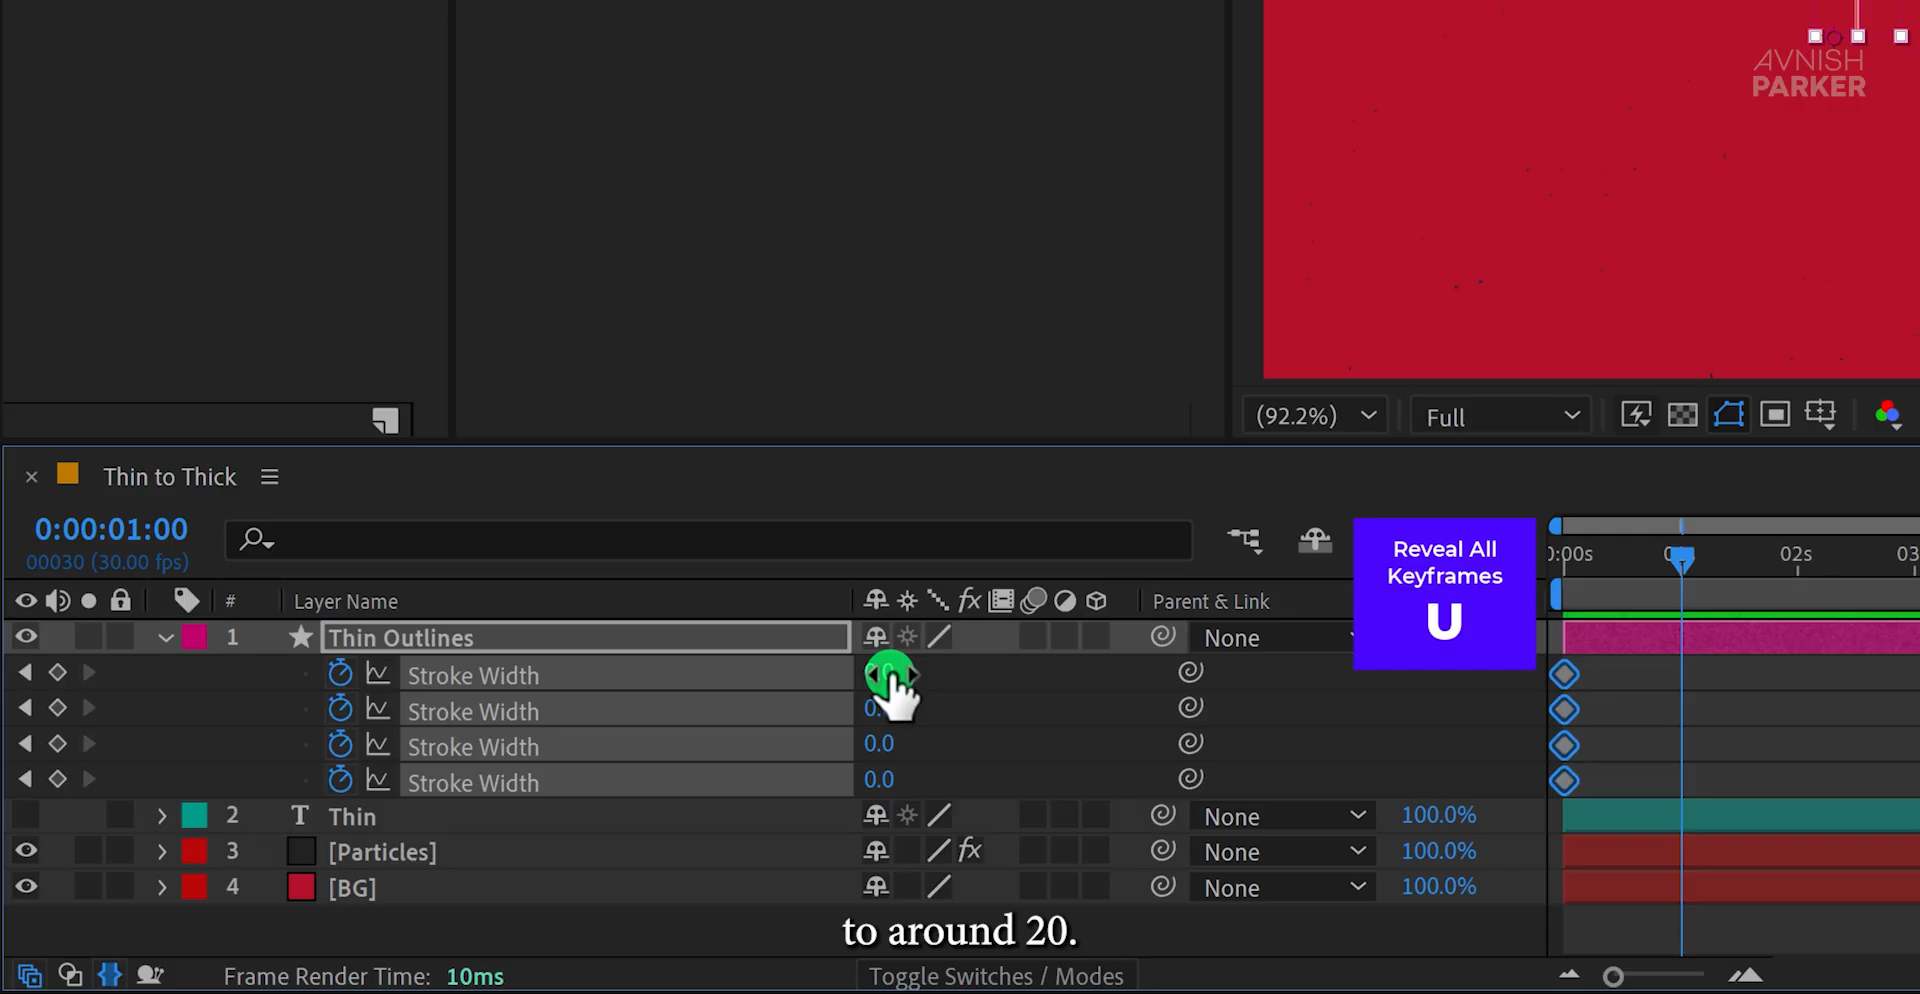 AVNISH
PARKER
(92.2%)
Full
Thin to Thick
0:00:01:00
00030 (30.00 fps)
Reveal All
Keyframes
U
0:00s
02s
03
#
Layer Name
fx
Parent & Link
1
Thin Outlines
None
Stroke Width
Stroke Width
Stroke Width
0.0
Stroke Width
0.0
2
T
Thin
None
100.0%
3
[Particles]
fx
None
100.0%
4
[BG]
None
100.0%
to around 20.
Frame Render Time: 10ms
Toggle Switches / Modes